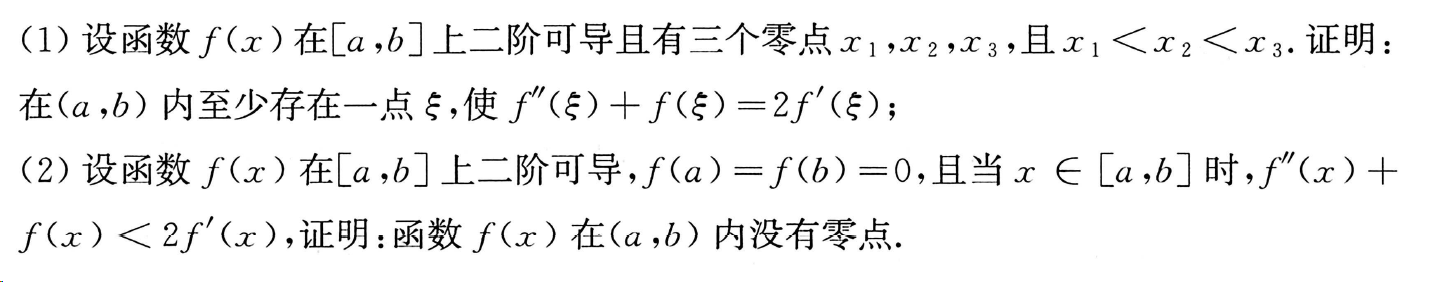 (1) 设函数 f(x) 在[a,b]上二阶可导且有三个零点 x₁,x₂,x₃,且 x₁<x₂<x₃. 证明:
在(a,b) 内至少存在一点 ξ,使 f″(ξ)+f(ξ)=2f′(ξ);
(2) 设函数 f(x) 在[a,b] 上二阶可导,f(a)=f(b)=0,且当 x ∈ [a,b] 时,f″(x)+
f(x)<2f′(x),证明:函数 f(x) 在(a,b) 内没有零点.